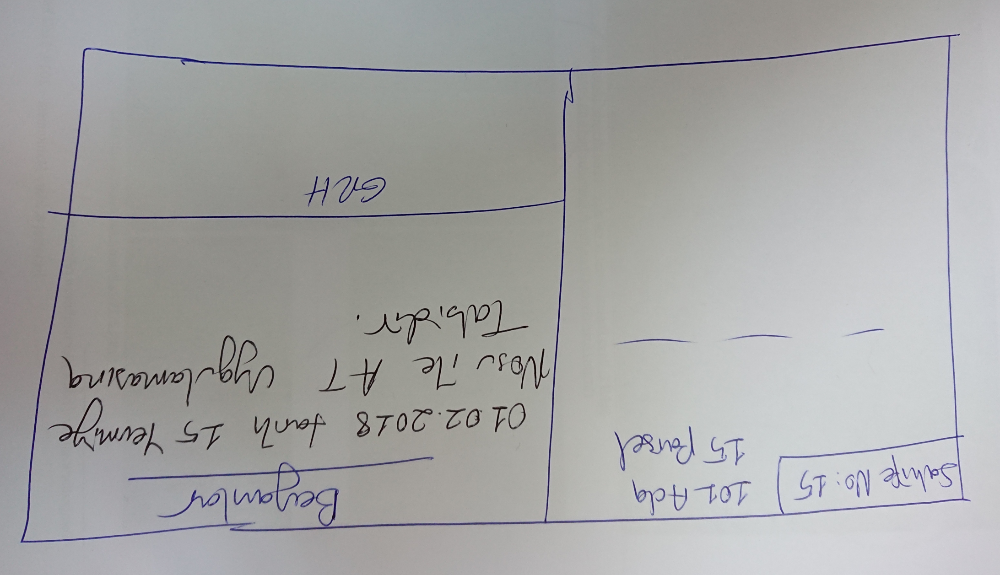 Sahife No: 15
101 Ada
15 Parsel
Beyanlar
01.02.2018 tarih 15 Yevmiye
Nosu ile AT Uygulamasına
Tabidir.
GRH